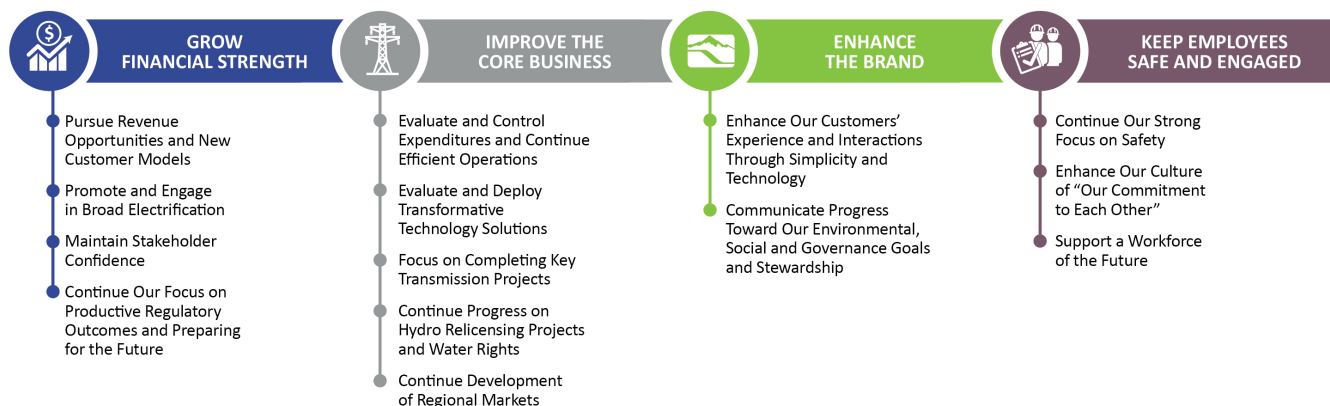 $
GROW
FINANCIAL STRENGTH
Pursue Revenue
Opportunities and New
Customer Models
Promote and Engage
in Broad Electrification
Maintain Stakeholder
Confidence
Continue Our Focus on
Productive Regulatory
Outcomes and Preparing
for the Future
IMPROVE THE
CORE BUSINESS
Evaluate and Control
Expenditures and Continue
Efficient Operations
Evaluate and Deploy
Transformative
Technology Solutions
Focus on Completing Key
Transmission Projects
Continue Progress on
Hydro Relicensing Projects
and Water Rights
Continue Development
of Regional Markets
ENHANCE
THE BRAND
Enhance Our Customers’
Experience and Interactions
Through Simplicity and
Technology
Communicate Progress
Toward Our Environmental,
Social and Governance Goals
and Stewardship
KEEP EMPLOYEES
SAFE AND ENGAGED
Continue Our Strong
Focus on Safety
Enhance Our Culture
of “Our Commitment
to Each Other”
Support a Workforce
of the Future